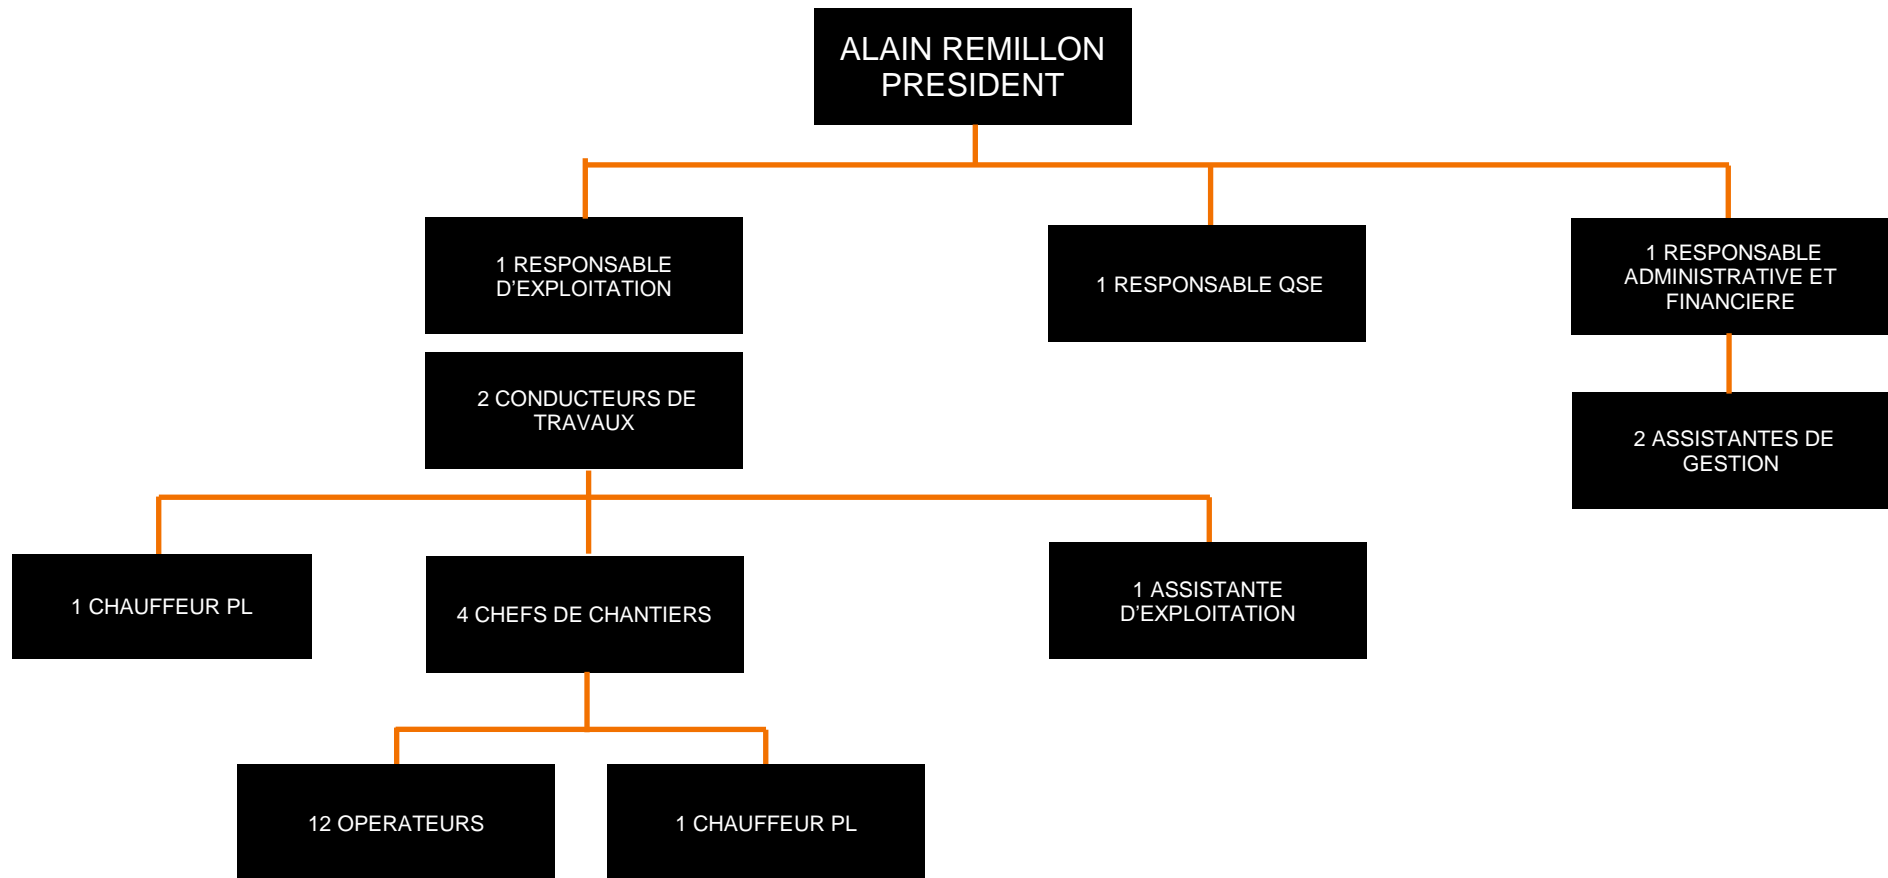 ALAIN REMILLON
PRESIDENT
1 RESPONSABLE
D’EXPLOITATION
1 RESPONSABLE QSE
1 RESPONSABLE
ADMINISTRATIVE ET
FINANCIERE
2 CONDUCTEURS DE
TRAVAUX
2 ASSISTANTES DE
GESTION
1 CHAUFFEUR PL
4 CHEFS DE CHANTIERS
1 ASSISTANTE
D’EXPLOITATION
12 OPERATEURS
1 CHAUFFEUR PL